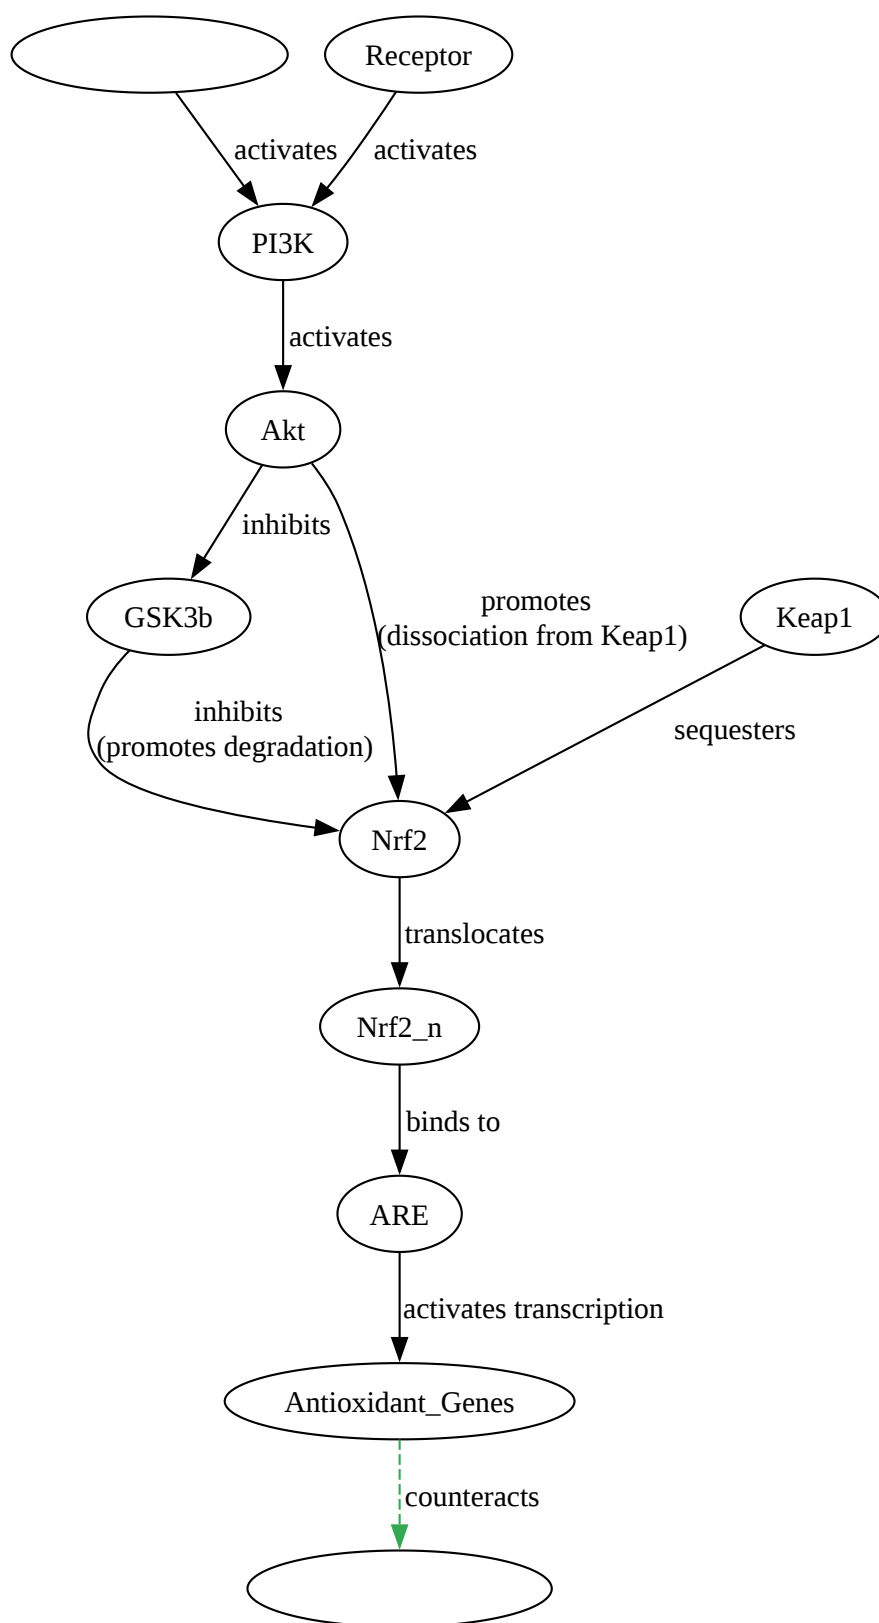 Receptor
activates
activates
PI3K
activates
Akt
inhibits
GSK3b
promotes
(dissociation from Keap1)
Keap1
inhibits
(promotes degradation)
sequesters
Nrf2
translocates
Nrf2_n
binds to
ARE
activates transcription
Antioxidant_Genes
counteracts